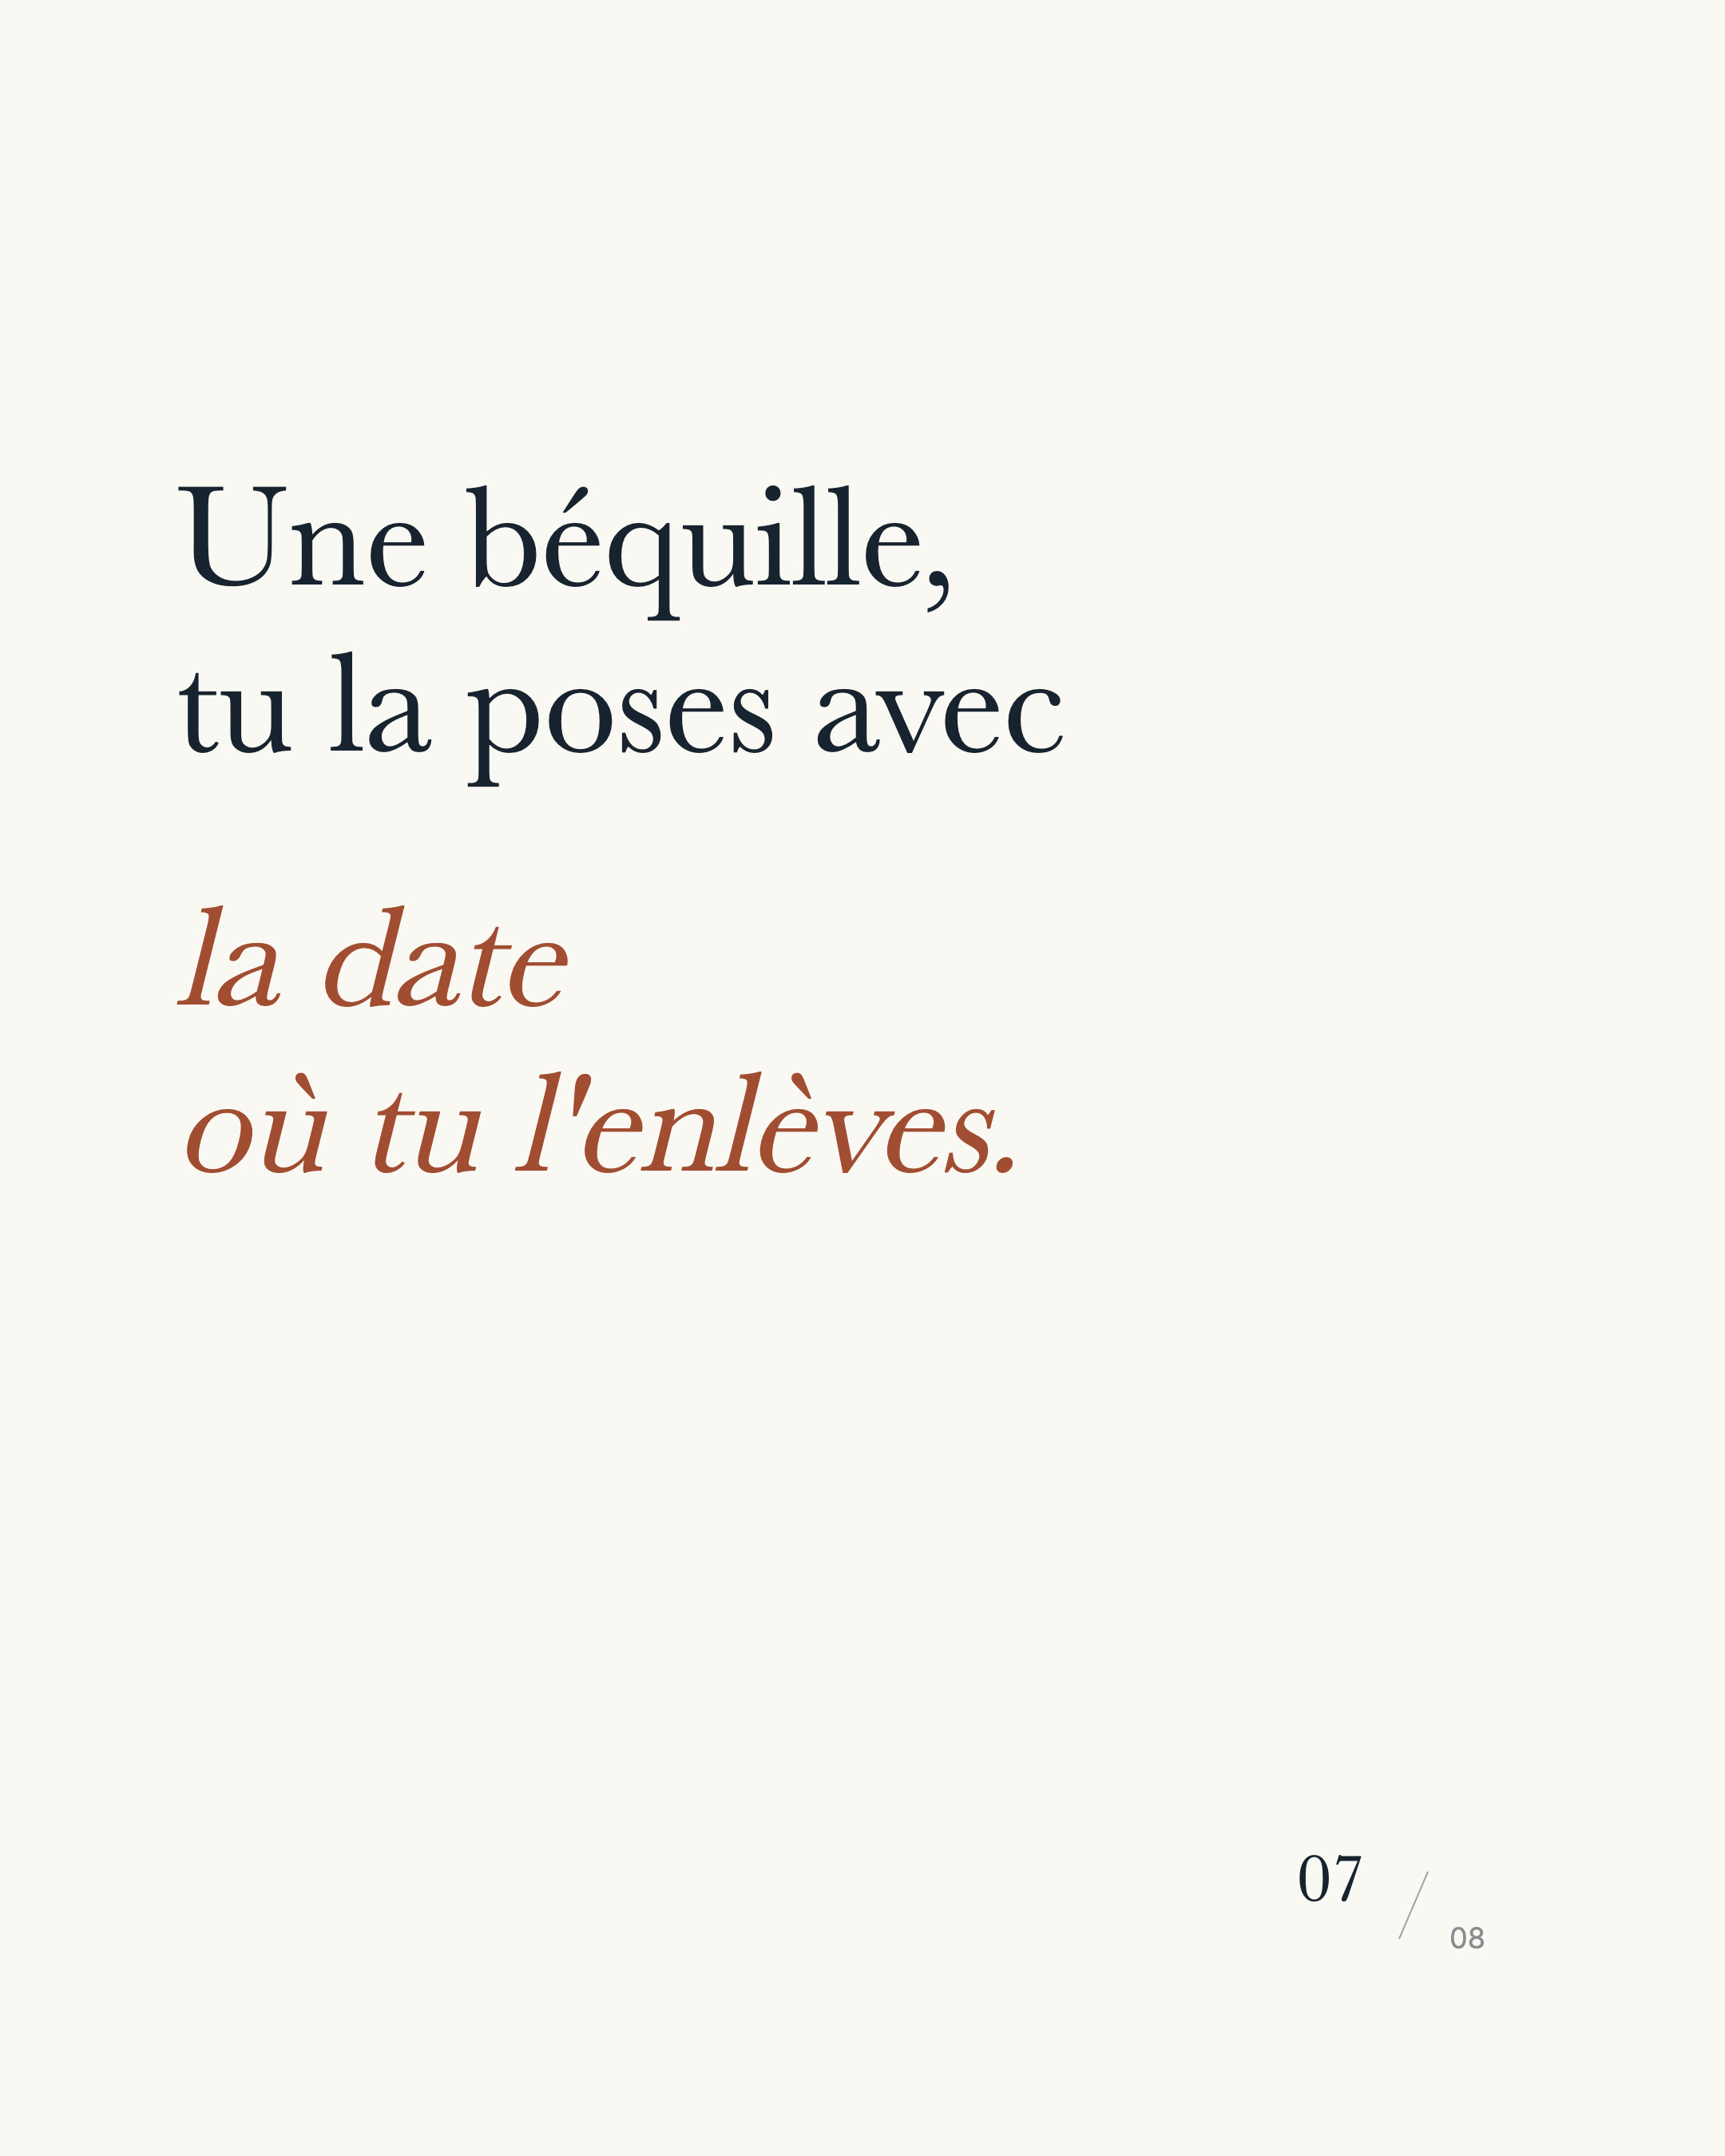 Une béquille,
tu la poses avec
la date
où tu l'enlèves.
07 / 08